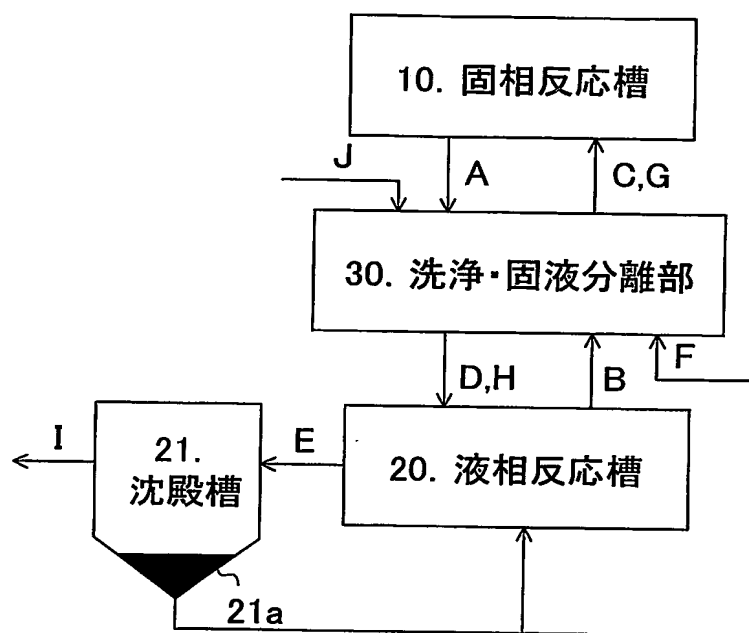 10. 固相反応槽
J
A
C,G
30. 洗浄・固液分離部
D,H
B
F
I
21.
沈殿槽
E
20. 液相反応槽
21a